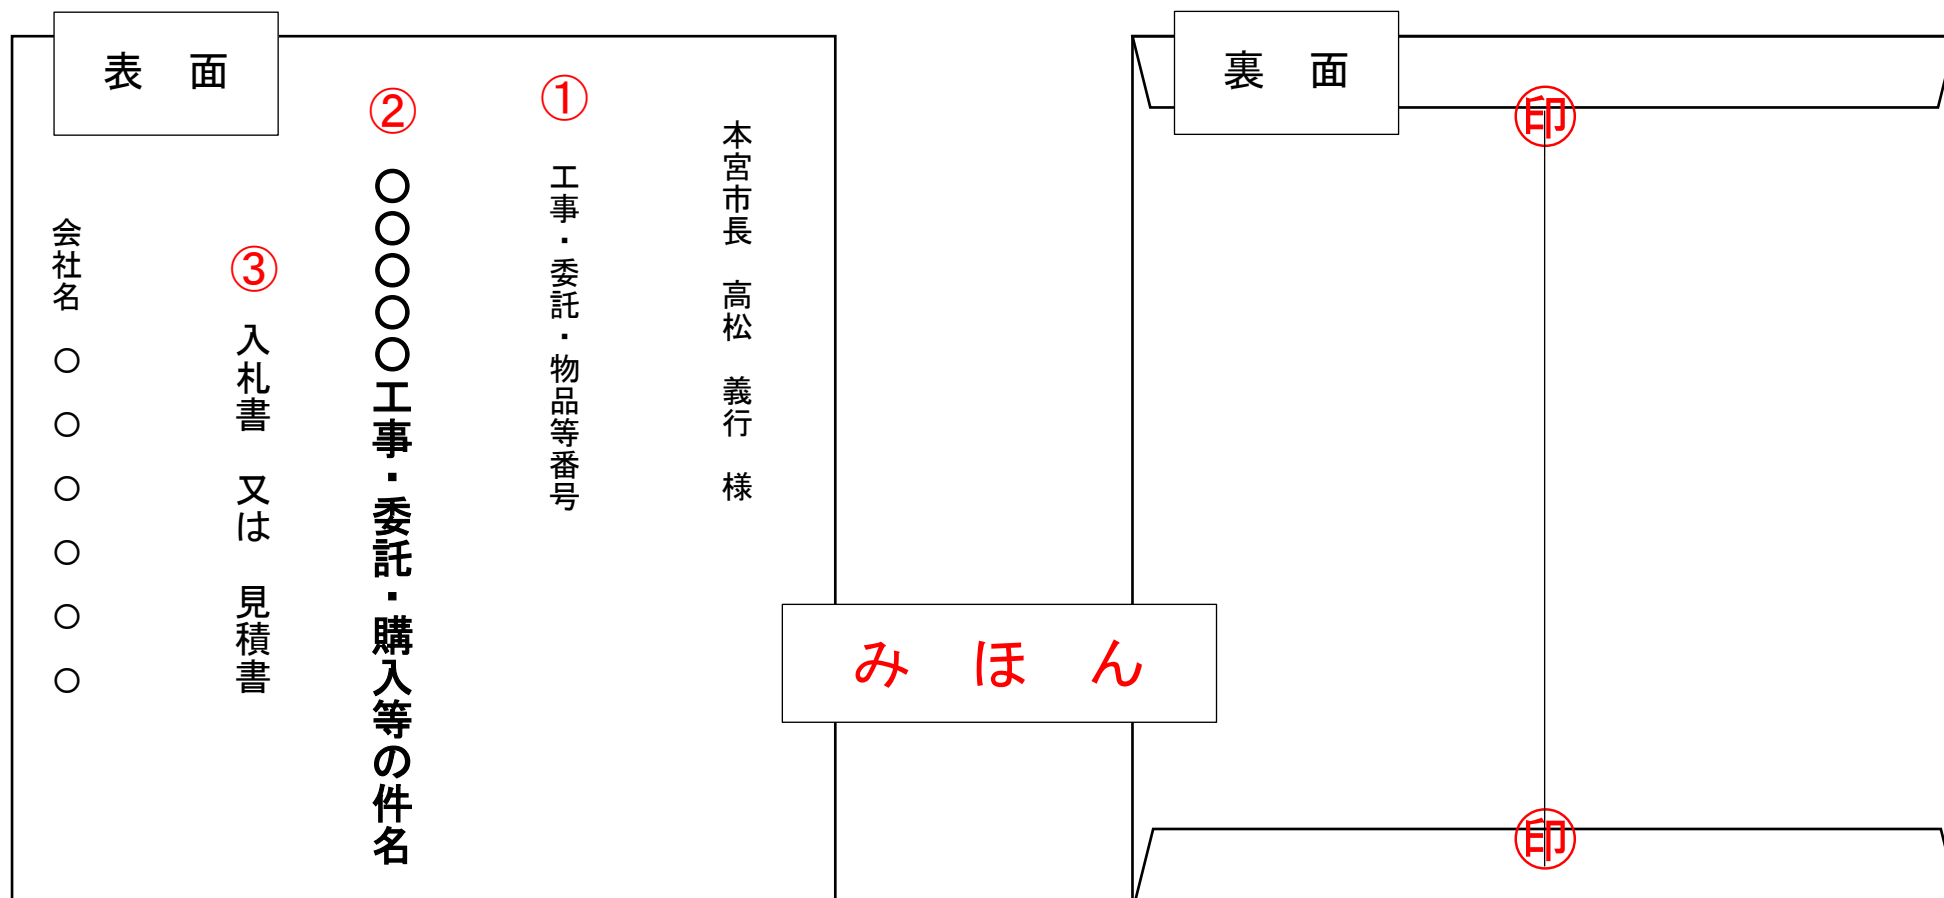 表　面
本宮市長　高松　義行　様
①　工事・委託・物品等番号
②　〇〇〇〇〇工事・委託・購入等の件名
③　入札書　又は　見積書
会社名　○　○　○　○　○　○
みほん
裏　面
㊞
㊞